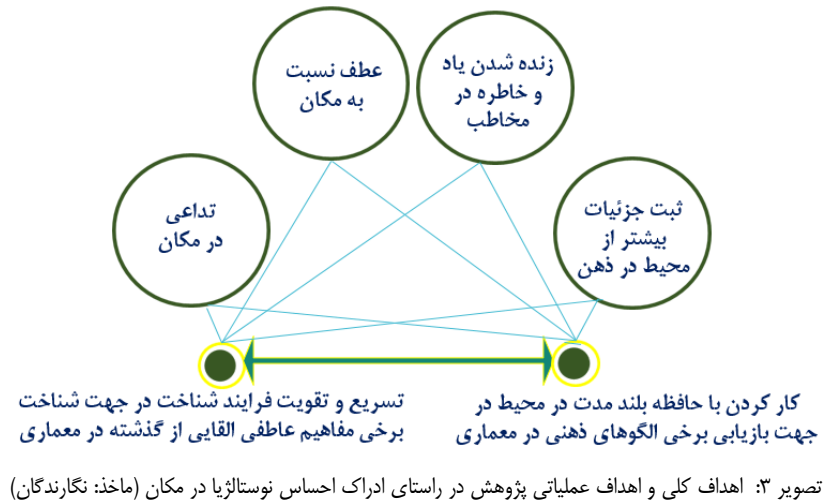 زنده شدن یاد
و خاطره در
مخاطب
عطف نسبت
به مکان
ثبت جزئیات
بیشتر از
محیط در ذهن
تداعی
در مکان
کار کردن با حافظه بلند مدت در محیط در
جهت بازیابی برخی الگوهای ذهنی در معماری
تسریع و تقویت فرایند شناخت در جهت شناخت
برخی مفاهیم عاطفی القایی از گذشته در معماری
تصویر ۳: اهداف کلی و اهداف عملیاتی پژوهش در راستای ادراک احساس نوستالژیا در مکان (ماخذ: نگارندگان)